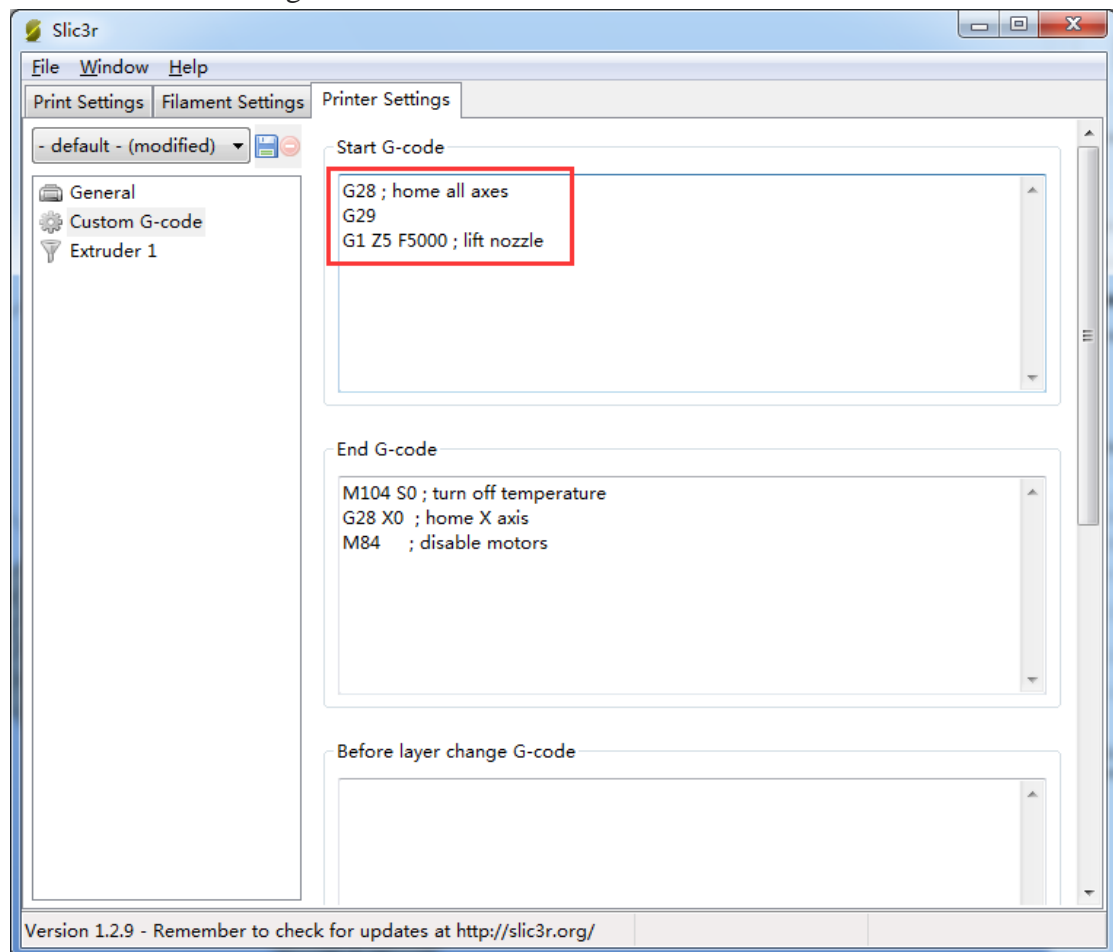 Slic3r
File Window Help
Print Settings Filament Settings Printer Settings
- default - (modified)
General
Custom G-code
Extruder 1
Start G-code
G28 ; home all axes
G29
G1 Z5 F5000 ; lift nozzle
End G-code
M104 S0 ; turn off temperature
G28 X0  ; home X axis
M84    ; disable motors
Before layer change G-code
Version 1.2.9 - Remember to check for updates at http://slic3r.org/